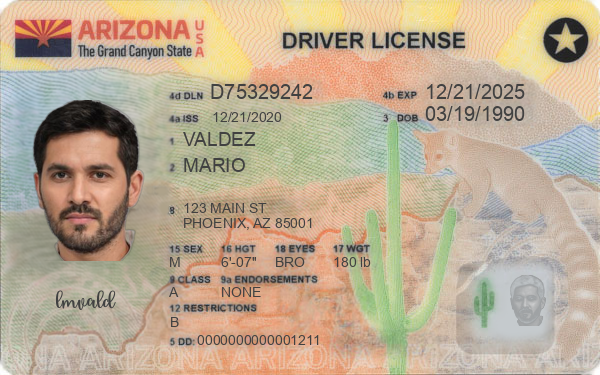 ARIZONA USA
The Grand Canyon State
DRIVER LICENSE
4d DLN D75329242
4b EXP 12/21/2025
4a ISS 12/21/2020
3 DOB 03/19/1990
1 VALDEZ
2 MARIO
8 123 MAIN ST
PHOENIX, AZ 85001
15 SEX 16 HGT 18 EYES 17 WGT
M 6'-07" BRO 180 lb
9 CLASS 9a ENDORSEMENTS
A NONE
12 RESTRICTIONS
B
5 DD: 0000000000001211
lmvald
ONA ARIZONA ARIZONA ARIZONA ARIZON